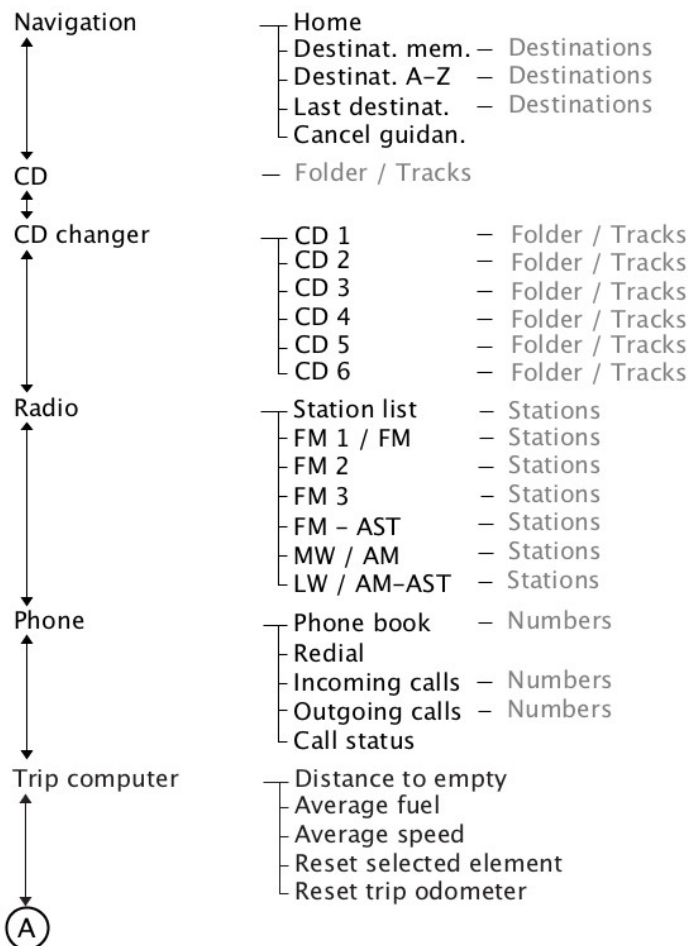 Navigation — Home
Destinat. mem. – Destinations
Destinat. A–Z – Destinations
Last destinat. – Destinations
Cancel guidan.
CD – Folder / Tracks
CD changer — CD 1 – Folder / Tracks
CD 2 – Folder / Tracks
CD 3 – Folder / Tracks
CD 4 – Folder / Tracks
CD 5 – Folder / Tracks
CD 6 – Folder / Tracks
Radio — Station list – Stations
FM 1 / FM – Stations
FM 2 – Stations
FM 3 – Stations
FM – AST – Stations
MW / AM – Stations
LW / AM–AST – Stations
Phone — Phone book – Numbers
Redial
Incoming calls – Numbers
Outgoing calls – Numbers
Call status
Trip computer — Distance to empty
Average fuel
Average speed
Reset selected element
Reset trip odometer
A